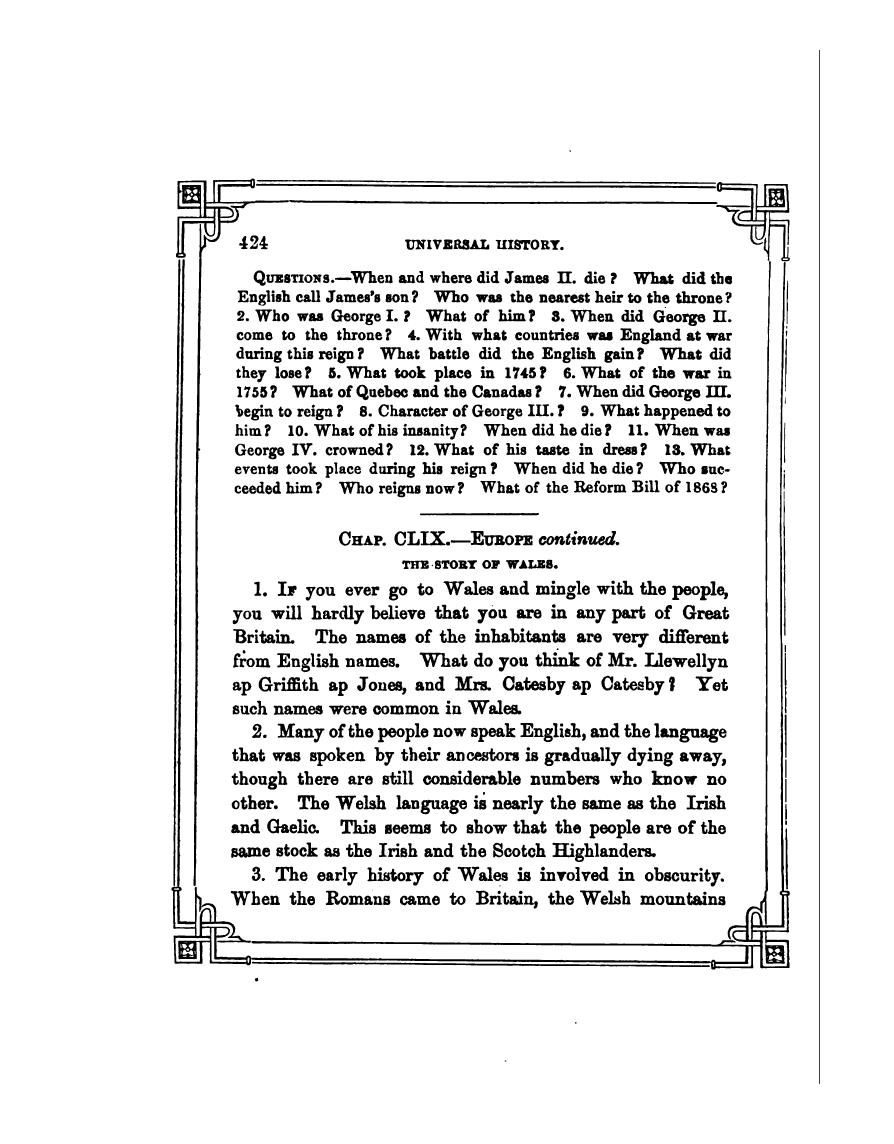 424 UNIVERSAL HISTORY.
QUESTIONS.—When and where did James II. die? What did the
English call James's son? Who was the nearest heir to the throne?
2. Who was George I.? What of him? 3. When did George II.
come to the throne? 4. With what countries was England at war
during this reign? What battle did the English gain? What did
they lose? 5. What took place in 1745? 6. What of the war in
1755? What of Quebec and the Canadas? 7. When did George III.
begin to reign? 8. Character of George III.? 9. What happened to
him? 10. What of his insanity? When did he die? 11. When was
George IV. crowned? 12. What of his taste in dress? 13. What
events took place during his reign? When did he die? Who suc-
ceeded him? Who reigns now? What of the Reform Bill of 1868?
CHAP. CLIX.—EUROPE continued.
THE STORY OF WALES.
1. IF you ever go to Wales and mingle with the people,
you will hardly believe that you are in any part of Great
Britain. The names of the inhabitants are very different
from English names. What do you think of Mr. Llewellyn
ap Griffith ap Jones, and Mrs. Catesby ap Catesby? Yet
such names were common in Wales.
2. Many of the people now speak English, and the language
that was spoken by their ancestors is gradually dying away,
though there are still considerable numbers who know no
other. The Welsh language is nearly the same as the Irish
and Gaelic. This seems to show that the people are of the
same stock as the Irish and the Scotch Highlanders.
3. The early history of Wales is involved in obscurity.
When the Romans came to Britain, the Welsh mountains